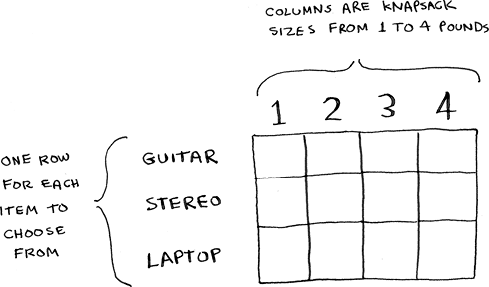 COLUMNS ARE KNAPSACK
SIZES FROM 1 TO 4 POUNDS
1 2 3 4
ONE ROW
FOR EACH
ITEM TO
CHOOSE
FROM
GUITAR
STEREO
LAPTOP